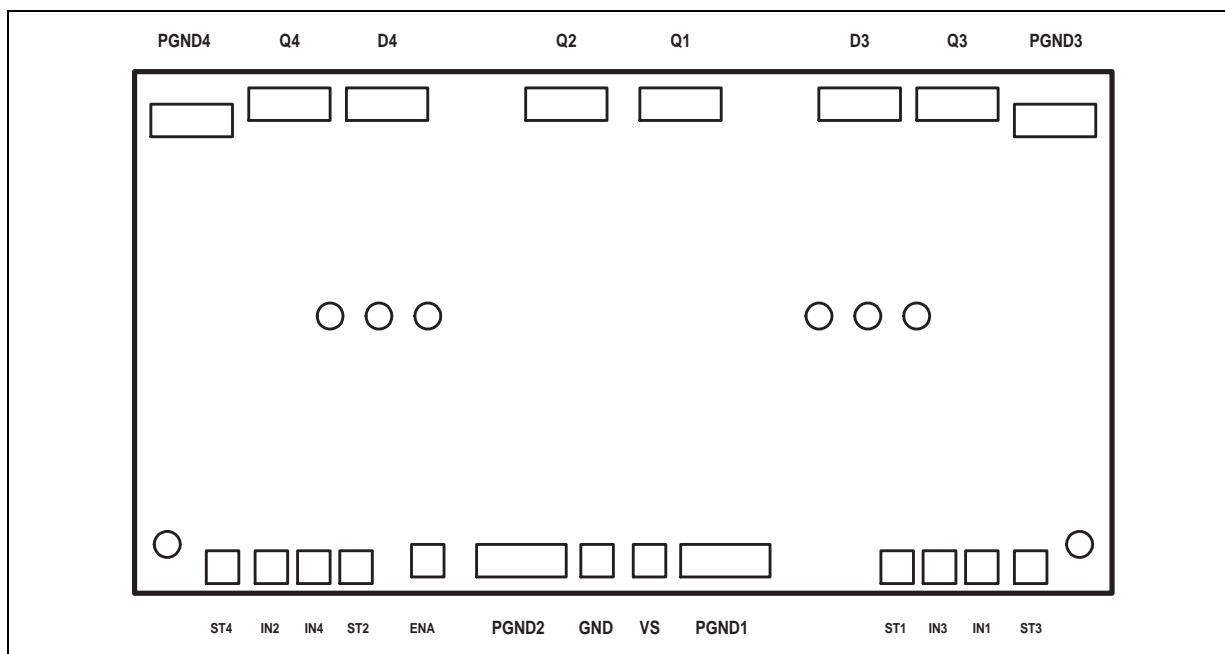 PGND4 Q4 D4 Q2 Q1 D3 Q3 PGND3
ST4 IN2 IN4 ST2 ENA PGND2 GND VS PGND1 ST1 IN3 IN1 ST3